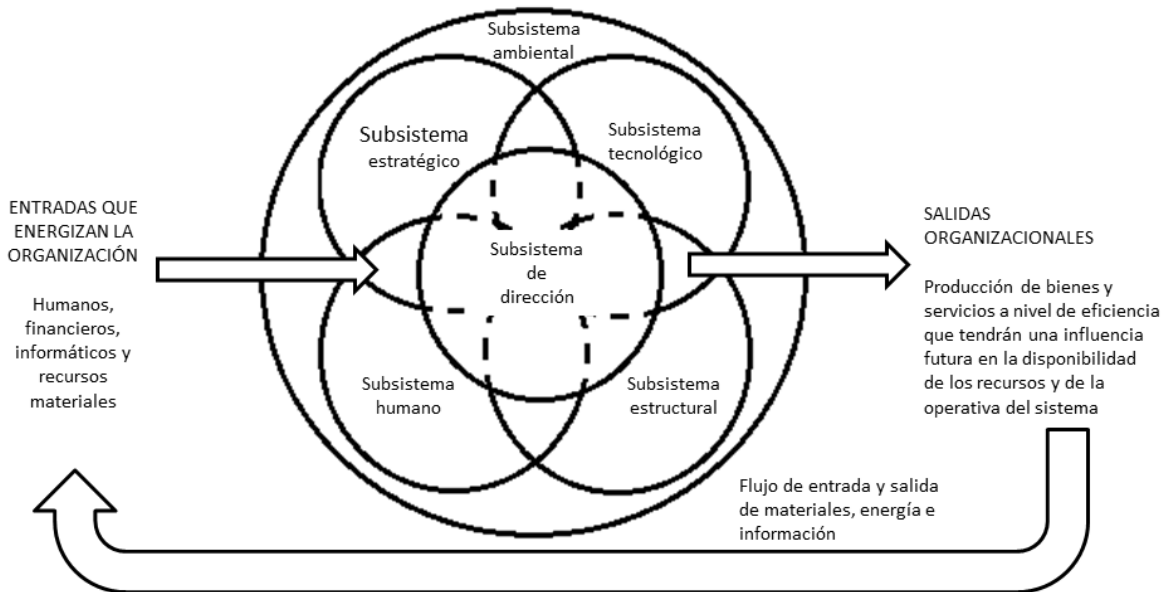 Subsistema
ambiental
Subsistema
estratégico
Subsistema
tecnológico
ENTRADAS QUE
ENERGIZAN LA
ORGANIZACIÓN
Humanos,
financieros,
informáticos y
recursos
materiales
Subsistema
de
dirección
SALIDAS
ORGANIZACIONALES
Producción de bienes y
servicios a nivel de eficiencia
que tendrán una influencia
futura en la disponibilidad
de los recursos y de la
operativa del sistema
Subsistema
humano
Subsistema
estructural
Flujo de entrada y salida
de materiales, energía e
información